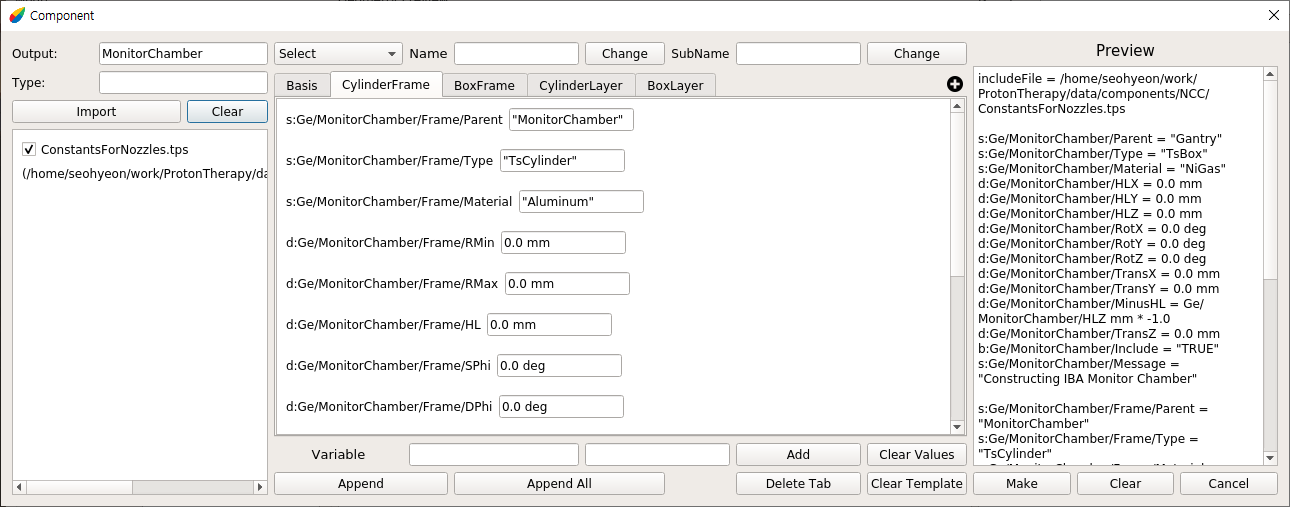 Component
Output:
MonitorChamber
Select
Name
Change
SubName
Change
Preview
Type:
Import
Clear
Basis
CylinderFrame
BoxFrame
CylinderLayer
BoxLayer
ConstantsForNozzles.tps
(/home/seohyeon/work/ProtonTherapy/da
s:Ge/MonitorChamber/Frame/Parent "MonitorChamber"
s:Ge/MonitorChamber/Frame/Type "TsCylinder"
s:Ge/MonitorChamber/Frame/Material "Aluminum"
d:Ge/MonitorChamber/Frame/RMin 0.0 mm
d:Ge/MonitorChamber/Frame/RMax 0.0 mm
d:Ge/MonitorChamber/Frame/HL 0.0 mm
d:Ge/MonitorChamber/Frame/SPhi 0.0 deg
d:Ge/MonitorChamber/Frame/DPhi 0.0 deg
Variable
Add
Clear Values
Append
Append All
Delete Tab
Clear Template
includeFile = /home/seohyeon/work/
ProtonTherapy/data/components/NCC/
ConstantsForNozzles.tps
s:Ge/MonitorChamber/Parent = "Gantry"
s:Ge/MonitorChamber/Type = "TsBox"
s:Ge/MonitorChamber/Material = "NiGas"
d:Ge/MonitorChamber/HLX = 0.0 mm
d:Ge/MonitorChamber/HLY = 0.0 mm
d:Ge/MonitorChamber/HLZ = 0.0 mm
d:Ge/MonitorChamber/RotX = 0.0 deg
d:Ge/MonitorChamber/RotY = 0.0 deg
d:Ge/MonitorChamber/RotZ = 0.0 deg
d:Ge/MonitorChamber/TransX = 0.0 mm
d:Ge/MonitorChamber/TransY = 0.0 mm
d:Ge/MonitorChamber/MinusHL = Ge/
MonitorChamber/HLZ mm * -1.0
d:Ge/MonitorChamber/TransZ = 0.0 mm
b:Ge/MonitorChamber/Include = "TRUE"
s:Ge/MonitorChamber/Message =
"Constructing IBA Monitor Chamber"
s:Ge/MonitorChamber/Frame/Parent =
"MonitorChamber"
s:Ge/MonitorChamber/Frame/Type =
"TsCylinder"
Make
Clear
Cancel